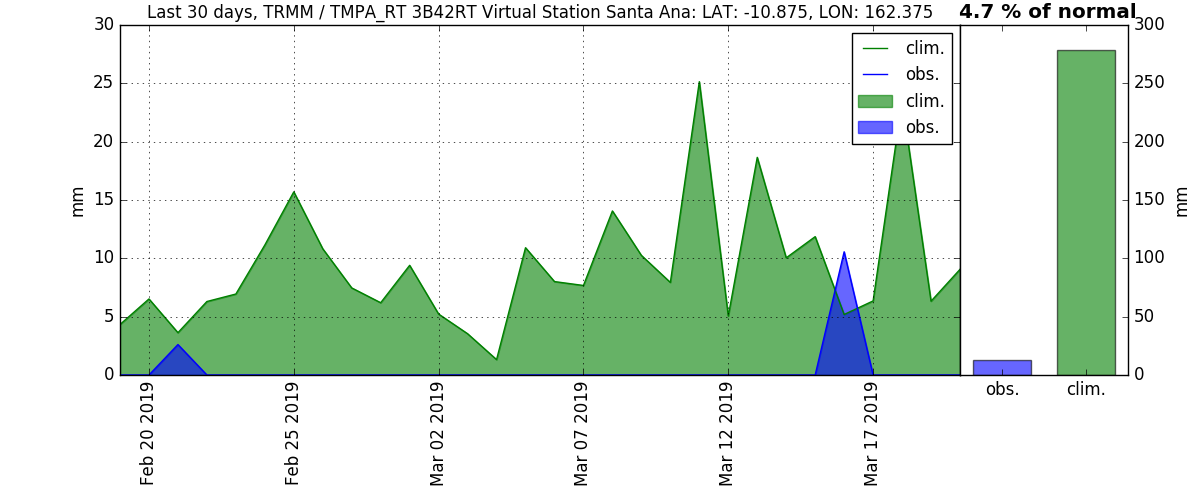 Last 30 days, TRMM / TMPA_RT 3B42RT Virtual Station Santa Ana: LAT: -10.875, LON: 162.375
4.7 % of normal
mm
30
25
20
15
10
5
0
clim.
obs.
clim.
obs.
Feb 20 2019
Feb 25 2019
Mar 02 2019
Mar 07 2019
Mar 12 2019
Mar 17 2019
300
250
200
150
100
50
0
mm
obs.
clim.